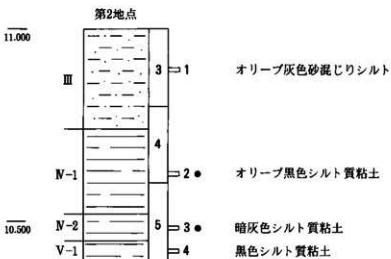 第2地点
11.000
Ⅲ 3 1 オリーブ灰色砂混じりシルト
4
Ⅳ-1 2 ● オリーブ黒色シルト質粘土
10.500 Ⅳ-2 5 3 ● 暗灰色シルト質粘土
Ⅴ-1 4 黒色シルト質粘土